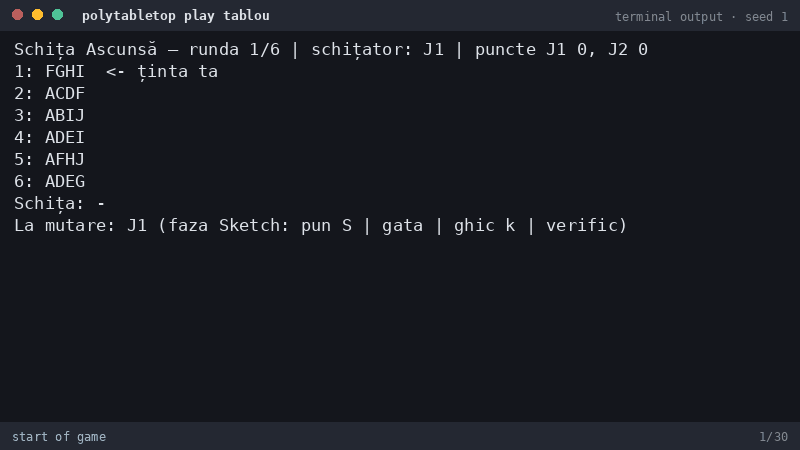 polytabletop play tablou
terminal output · seed 1
Schița Ascunsă — runda 1/6 | schițator: J1 | puncte J1 0, J2 0
1: FGHI  <- ținta ta
2: ACDF
3: ABIJ
4: ADEI
5: AFHJ
6: ADEG
Schița: -
La mutare: J1 (faza Sketch: pun S | gata | ghic k | verific)
start of game
1/30